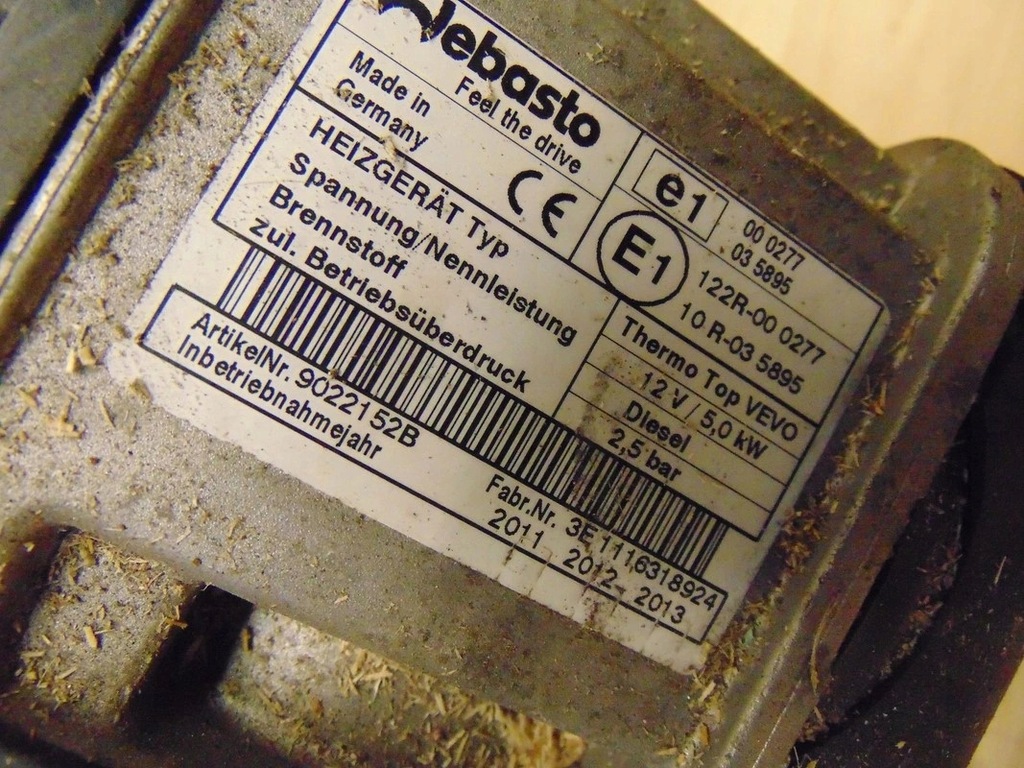 Webasto
Feel the drive
Made in
Germany
CE
e1
00 0277
03 5895
E1
122R-00 0277
10 R-03 5895
HEIZGERÄT Typ
Thermo Top VEVO
Spannung/Nennleistung
12 V / 5,0 kW
Brennstoff
Diesel
zul. Betriebsüberdruck
2,5 bar
ArtikelNr. 9022152B
Fabr.Nr. 3E 1116318924
Inbetriebnahmejahr
2011 2012 2013